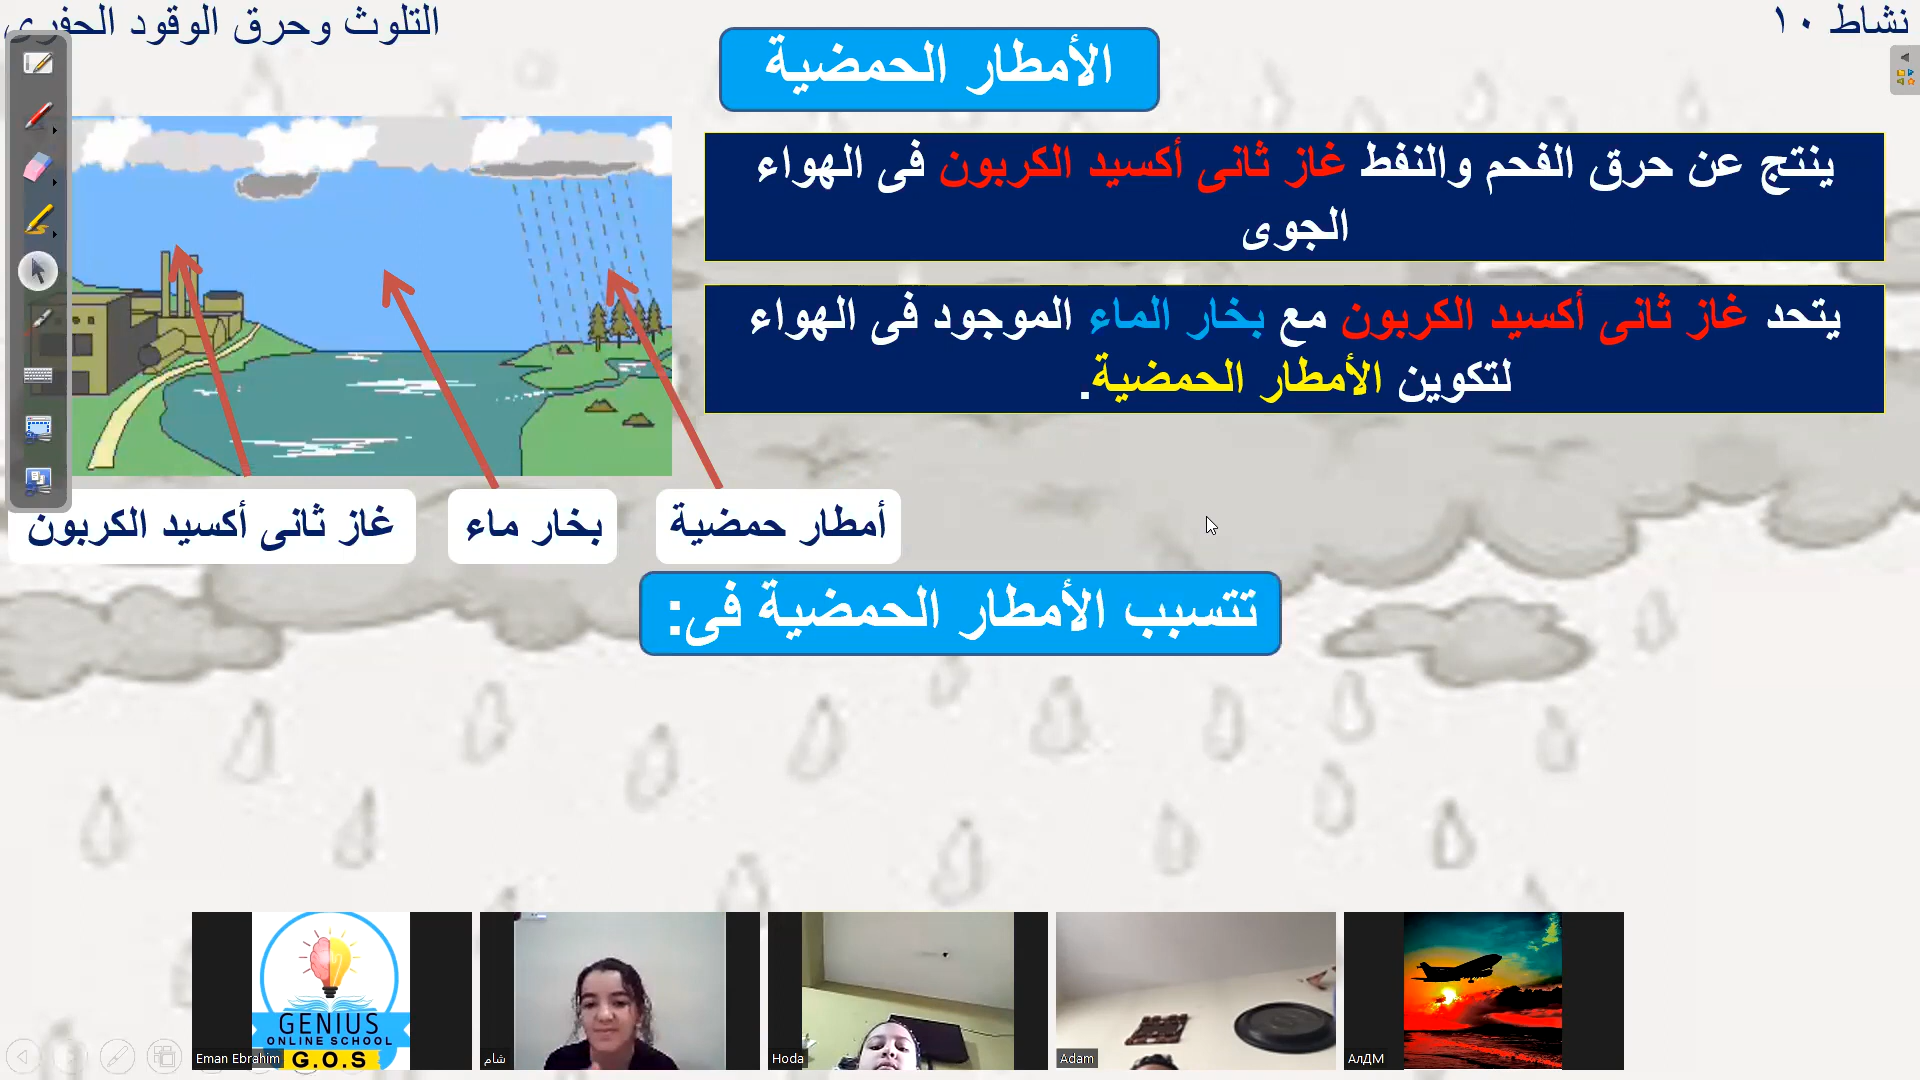 نشاط ١٠
التلوث وحرق الوقود الحفرى
الأمطار الحمضية
ينتج عن حرق الفحم والنفط غاز ثانى أكسيد الكربون فى الهواء
الجوى
يتحد غاز ثانى أكسيد الكربون مع بخار الماء الموجود فى الهواء
لتكوين الأمطار الحمضية.
أمطار حمضية
بخار ماء
غاز ثانى أكسيد الكربون
تتسبب الأمطار الحمضية فى:
GENIUS
ONLINE SCHOOL
G.O.S
Eman Ebrahim
شام
Hoda
Adam
АлДМ